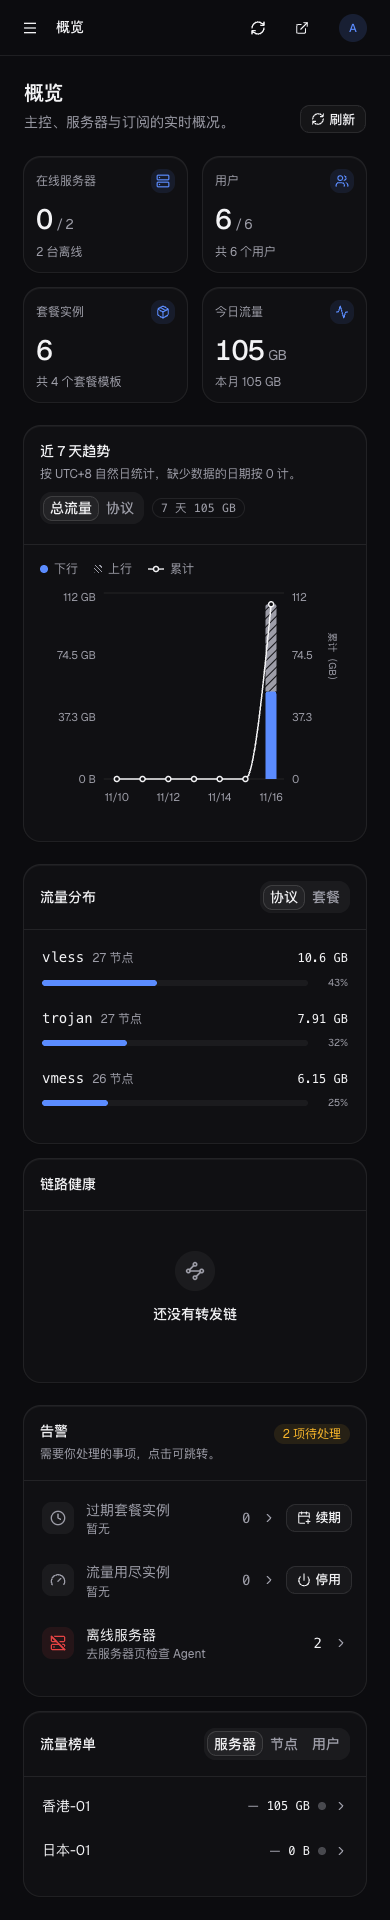 概览
A
概览
主控、服务器与订阅的实时概况。
刷新
在线服务器
0 / 2
2 台离线
用户
6 / 6
共 6 个用户
套餐实例
6
共 4 个套餐模板
今日流量
105 GB
本月 105 GB
近 7 天趋势
按 UTC+8 自然日统计，缺少数据的日期按 0 计。
总流量 协议 7 天 105 GB
下行 上行 累计
112 GB 112
74.5 GB 74.5
37.3 GB 37.3
0 B 0
累计 (GB)
11/10 11/12 11/14 11/16
流量分布 协议 套餐
vless 27 节点 10.6 GB
43%
trojan 27 节点 7.91 GB
32%
vmess 26 节点 6.15 GB
25%
链路健康
还没有转发链
告警
2 项待处理
需要你处理的事项，点击可跳转。
过期套餐实例
暂无
0 续期
流量用尽实例
暂无
0 停用
离线服务器
去服务器页检查 Agent
2
流量榜单 服务器 节点 用户
香港-01 — 105 GB
日本-01 — 0 B